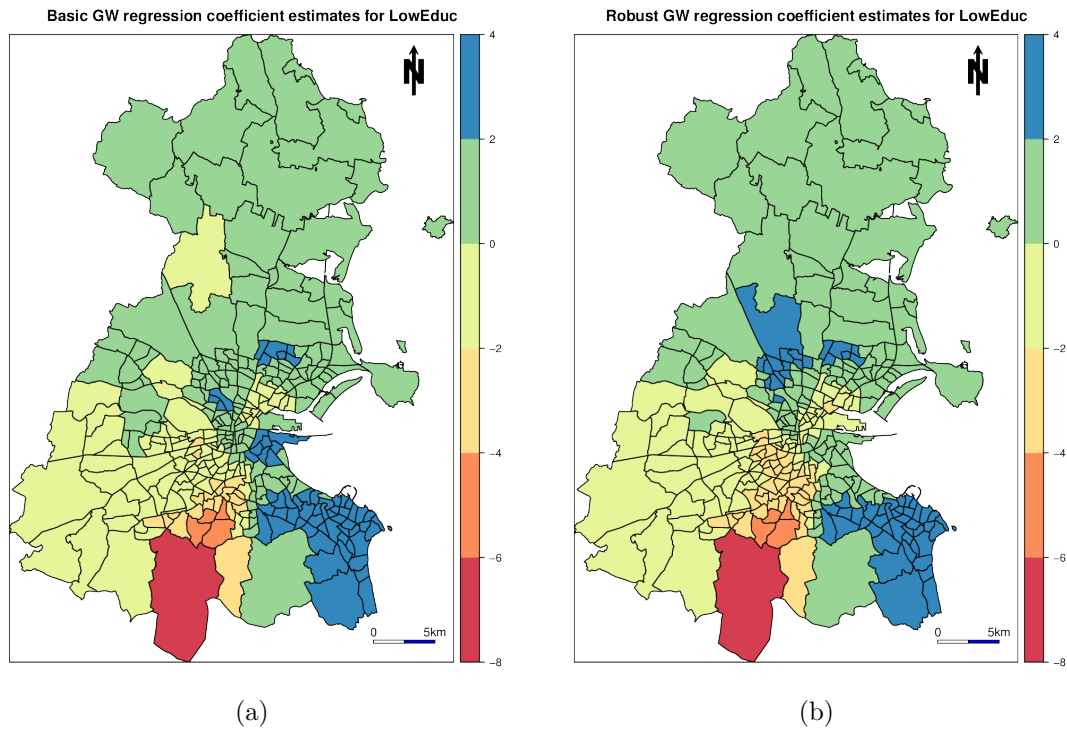 Basic GW regression coefficient estimates for LowEduc
N
4
2
0
−2
−4
−6
−8
0 5km
(a)
Robust GW regression coefficient estimates for LowEduc
N
4
2
0
−2
−4
−6
−8
0 5km
(b)